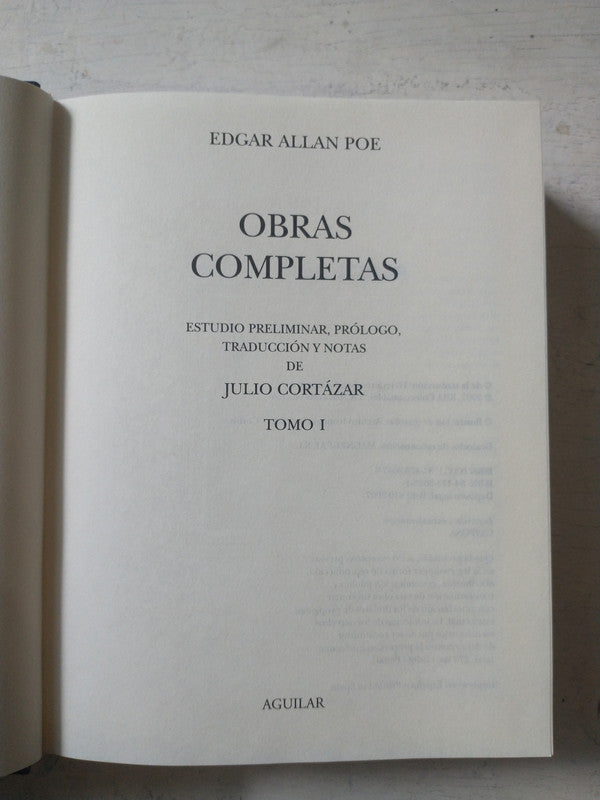 EDGAR ALLAN POE
OBRAS
COMPLETAS
ESTUDIO PRELIMINAR, PRÓLOGO,
TRADUCCIÓN Y NOTAS
DE
JULIO CORTÁZAR
TOMO I
AGUILAR